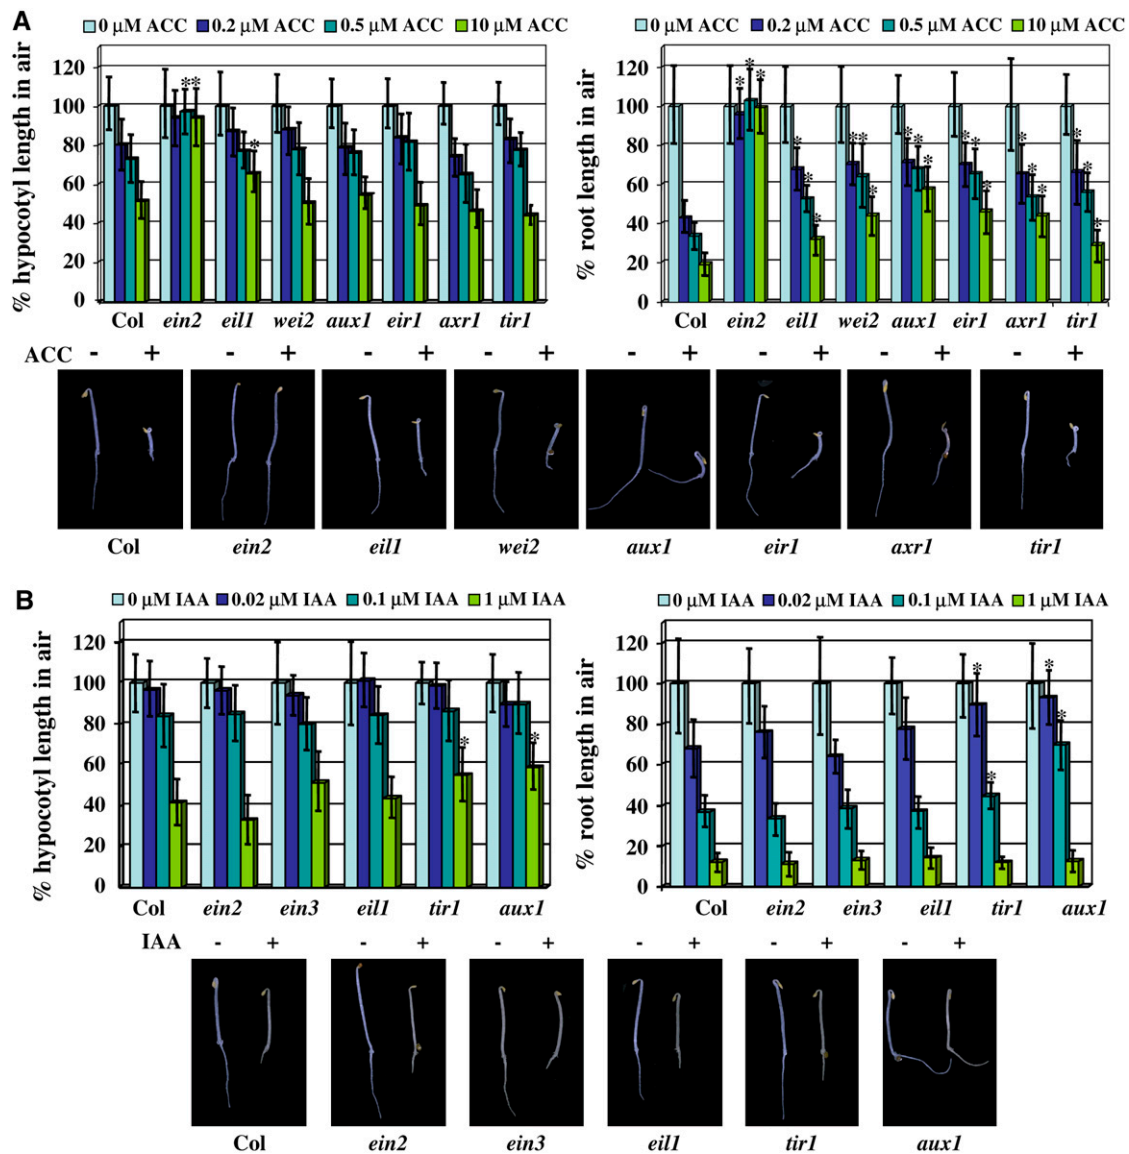 A
0 µM ACC 0.2 µM ACC 0.5 µM ACC 10 µM ACC
% hypocotyl length in air
120
100
80
60
40
20
0
** *
Col ein2 eil1 wei2 aux1 eir1 axr1 tir1
0 µM ACC 0.2 µM ACC 0.5 µM ACC 10 µM ACC
% root length in air
120
100
80
60
40
20
0
* * * * * * ** * * * * * * * * * * * * *
Col ein2 eil1 wei2 aux1 eir1 axr1 tir1
ACC - + - + - + - + - + - + - + - +
Col ein2 eil1 wei2 aux1 eir1 axr1 tir1
B
0 µM IAA 0.02 µM IAA 0.1 µM IAA 1 µM IAA
% hypocotyl length in air
120
100
80
60
40
20
0
* *
Col ein2 ein3 eil1 tir1 aux1
0 µM IAA 0.02 µM IAA 0.1 µM IAA 1 µM IAA
% root length in air
120
100
80
60
40
20
0
* * * *
Col ein2 ein3 eil1 tir1 aux1
IAA - + - + - + - + - + - +
Col ein2 ein3 eil1 tir1 aux1